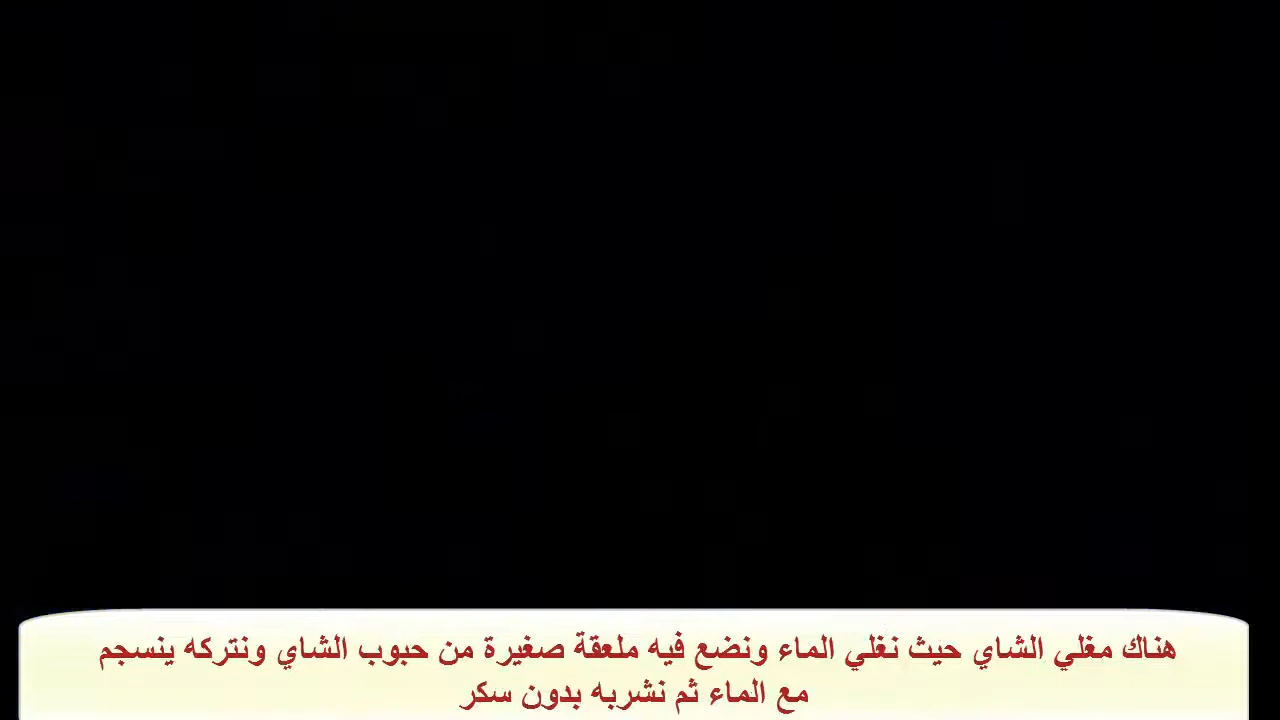 هناك مغلي الشاي حيث نغلي الماء ونضع فيه ملعقة صغيرة من حبوب الشاي ونتركه ينسجم
مع الماء ثم نشربه بدون سكر